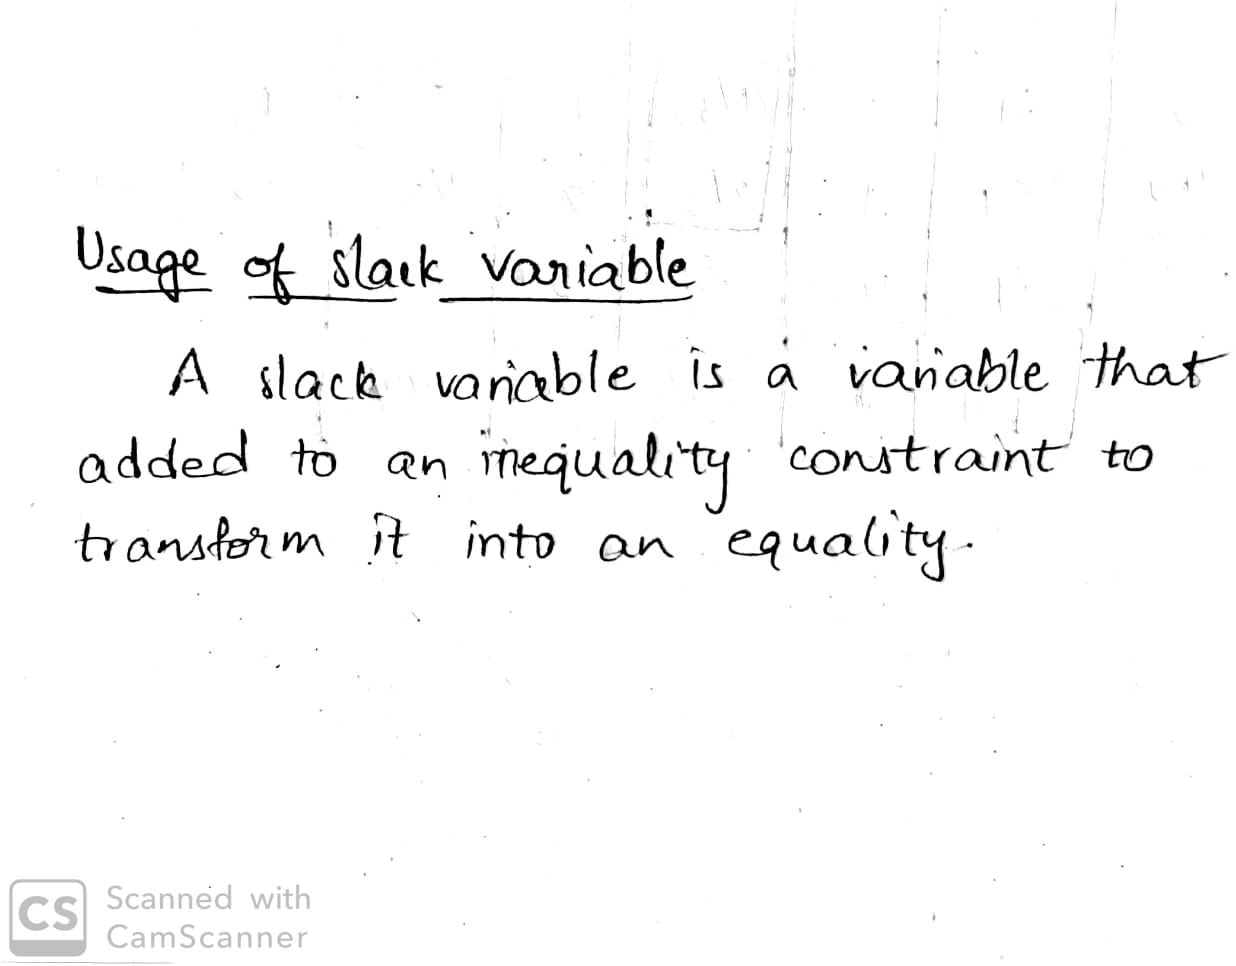 Usage of slack variable
A slack variable is a variable that
added to an inequality constraint to
transform it into an equality.
CS Scanned with
CamScanner